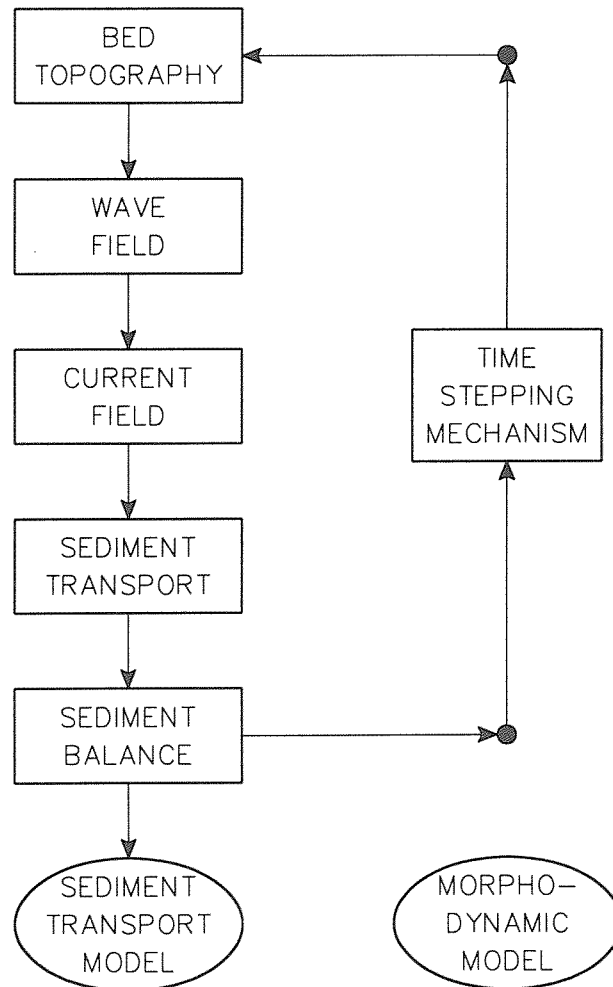 BED
TOPOGRAPHY
WAVE
FIELD
CURRENT
FIELD
TIME
STEPPING
MECHANISM
SEDIMENT
TRANSPORT
SEDIMENT
BALANCE
SEDIMENT
TRANSPORT
MODEL
MORPHO-
DYNAMIC
MODEL